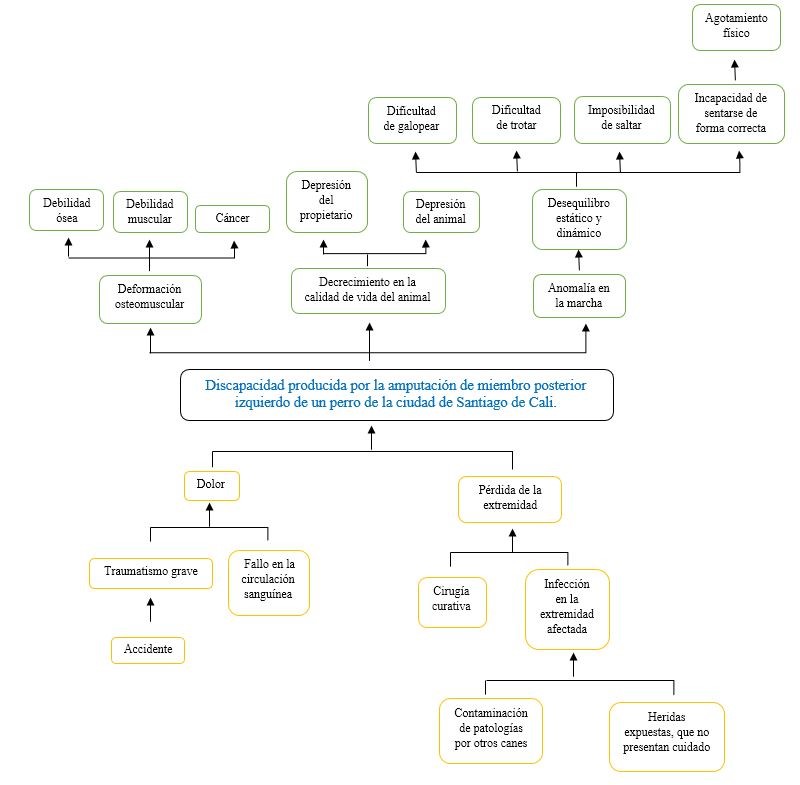 Agotamiento
físico
Dificultad
de galopear
Dificultad
de trotar
Imposibilidad
de saltar
Incapacidad de
sentarse de
forma correcta
Debilidad
ósea
Debilidad
muscular
Cáncer
Depresión
del
propietario
Depresión
del animal
Desequilibro
estático y
dinámico
Deformación
osteomuscular
Decrecimiento en la
calidad de vida del animal
Anomalía en
la marcha
Discapacidad producida por la amputación de miembro posterior
izquierdo de un perro de la ciudad de Santiago de Cali.
Dolor
Pérdida de la
extremidad
Traumatismo grave
Fallo en la
circulación
sanguínea
Cirugía
curativa
Infección
en la
extremidad
afectada
Accidente
Contaminación
de patologías
por otros canes
Heridas
expuestas, que no
presentan cuidado